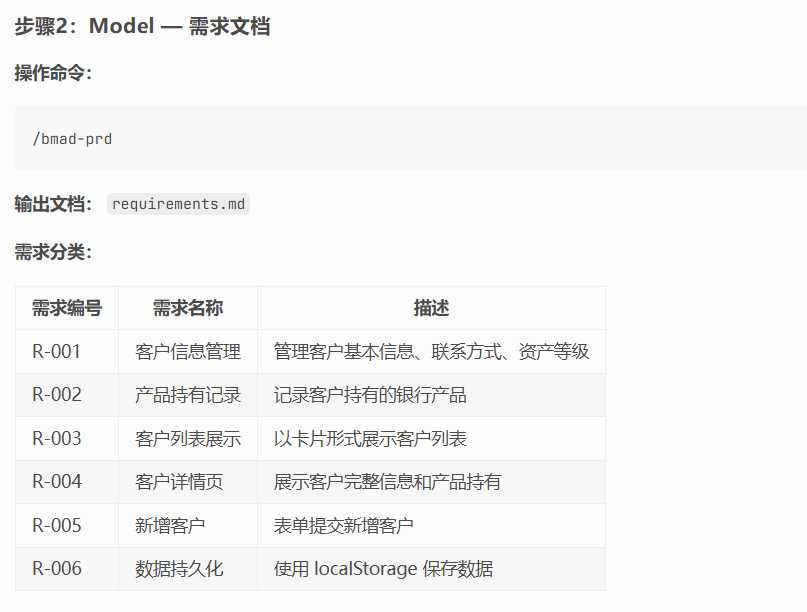 步骤2：Model — 需求文档
操作命令：
/bmad-prd
输出文档： requirements.md
需求分类：
需求编号 需求名称 描述
R-001 客户信息管理 管理客户基本信息、联系方式、资产等级
R-002 产品持有记录 记录客户持有的银行产品
R-003 客户列表展示 以卡片形式展示客户列表
R-004 客户详情页 展示客户完整信息和产品持有
R-005 新增客户 表单提交新增客户
R-006 数据持久化 使用 localStorage 保存数据